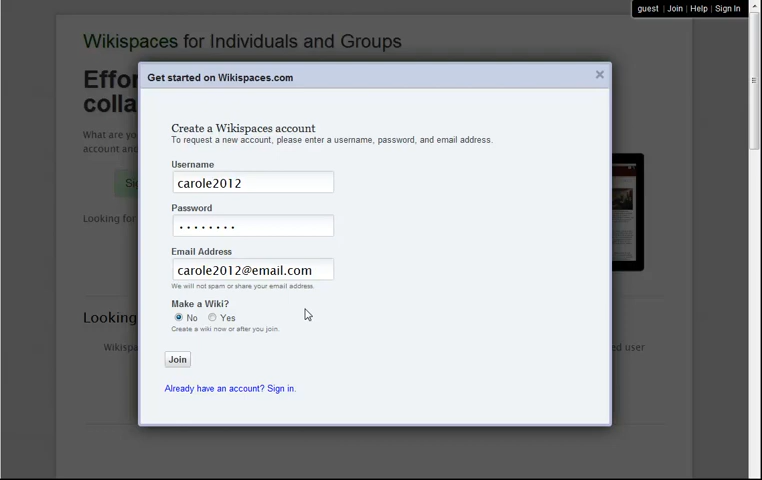 guest | Join | Help | Sign In
Wikispaces for Individuals and Groups
Effor
colla
What are yo
account and
Looking for
Looking
Wikispa
ed user
Get started on Wikispaces.com
Create a Wikispaces account
To request a new account, please enter a username, password, and email address.
Username
carole2012
Password
••••••••
Email Address
carole2012@email.com
We will not spam or share your email address.
Make a Wiki?
No Yes
Create a wiki now or after you join.
Join
Already have an account? Sign in.